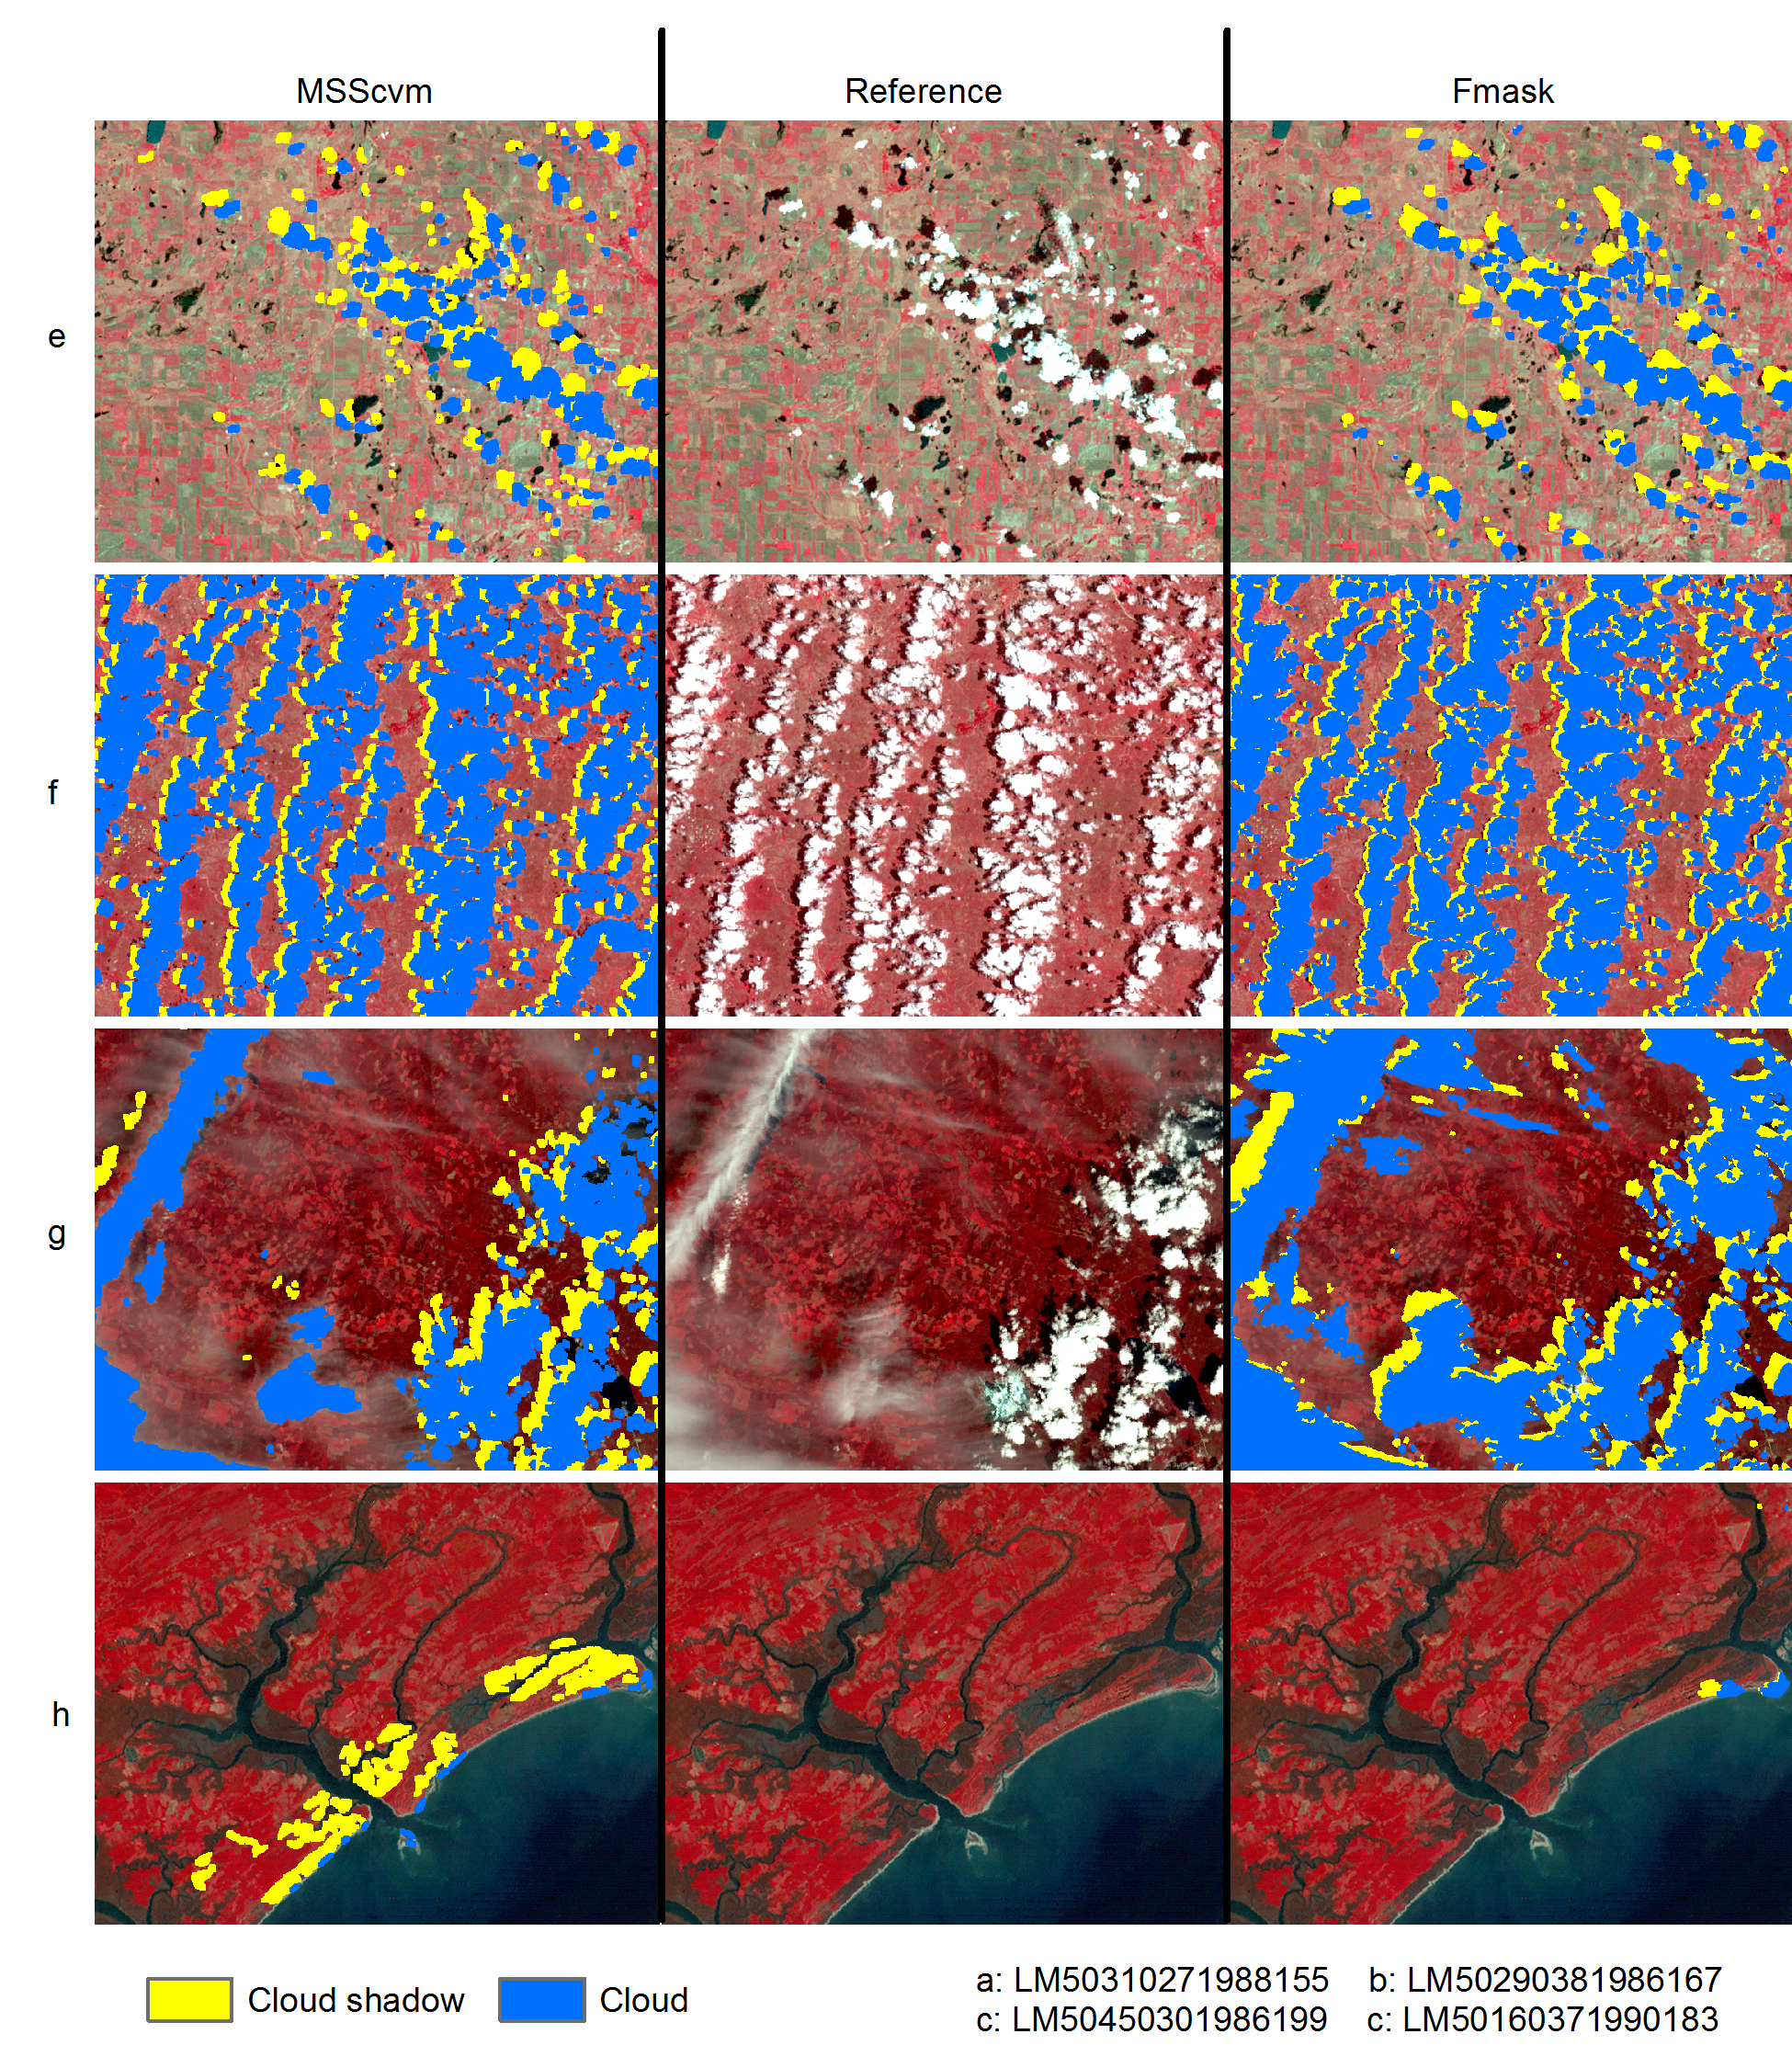 MSScvm Reference Fmask
e
f
g
h
Cloud shadow Cloud
a: LM50310271988155 b: LM50290381986167
c: LM50450301986199 c: LM50160371990183